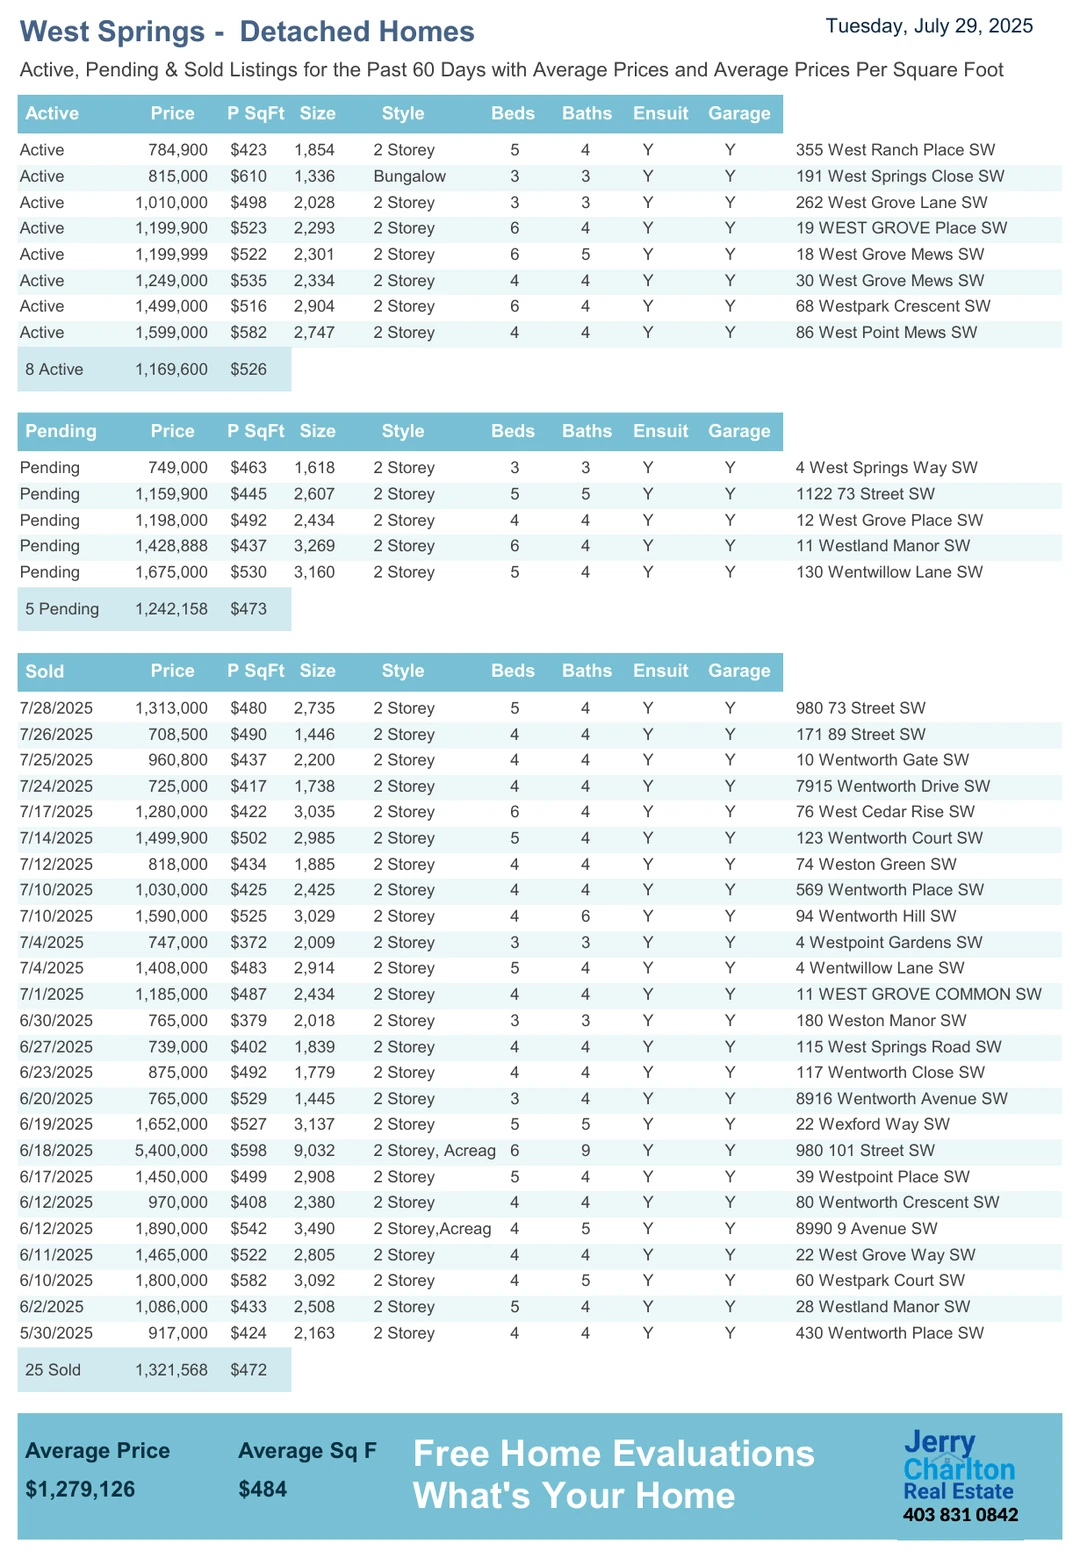 West Springs - Detached Homes
Tuesday, July 29, 2025
Active, Pending & Sold Listings for the Past 60 Days with Average Prices and Average Prices Per Square Foot
Active Price P SqFt Size Style Beds Baths Ensuit Garage
Active 784,900 $423 1,854 2 Storey 5 4 Y Y 355 West Ranch Place SW
Active 815,000 $610 1,336 Bungalow 3 3 Y Y 191 West Springs Close SW
Active 1,010,000 $498 2,028 2 Storey 3 3 Y Y 262 West Grove Lane SW
Active 1,199,900 $523 2,293 2 Storey 6 4 Y Y 19 WEST GROVE Place SW
Active 1,199,999 $522 2,301 2 Storey 6 5 Y Y 18 West Grove Mews SW
Active 1,249,000 $535 2,334 2 Storey 4 4 Y Y 30 West Grove Mews SW
Active 1,499,000 $516 2,904 2 Storey 6 4 Y Y 68 Westpark Crescent SW
Active 1,599,000 $582 2,747 2 Storey 4 4 Y Y 86 West Point Mews SW
8 Active 1,169,600 $526
Pending Price P SqFt Size Style Beds Baths Ensuit Garage
Pending 749,000 $463 1,618 2 Storey 3 3 Y Y 4 West Springs Way SW
Pending 1,159,900 $445 2,607 2 Storey 5 5 Y Y 1122 73 Street SW
Pending 1,198,000 $492 2,434 2 Storey 4 4 Y Y 12 West Grove Place SW
Pending 1,428,888 $437 3,269 2 Storey 6 4 Y Y 11 Westland Manor SW
Pending 1,675,000 $530 3,160 2 Storey 5 4 Y Y 130 Wentwillow Lane SW
5 Pending 1,242,158 $473
Sold Price P SqFt Size Style Beds Baths Ensuit Garage
7/28/2025 1,313,000 $480 2,735 2 Storey 5 4 Y Y 980 73 Street SW
7/26/2025 708,500 $490 1,446 2 Storey 4 4 Y Y 171 89 Street SW
7/25/2025 960,800 $437 2,200 2 Storey 4 4 Y Y 10 Wentworth Gate SW
7/24/2025 725,000 $417 1,738 2 Storey 4 4 Y Y 7915 Wentworth Drive SW
7/17/2025 1,280,000 $422 3,035 2 Storey 6 4 Y Y 76 West Cedar Rise SW
7/14/2025 1,499,900 $502 2,985 2 Storey 5 4 Y Y 123 Wentworth Court SW
7/12/2025 818,000 $434 1,885 2 Storey 4 4 Y Y 74 Weston Green SW
7/10/2025 1,030,000 $425 2,425 2 Storey 4 4 Y Y 569 Wentworth Place SW
7/10/2025 1,590,000 $525 3,029 2 Storey 4 6 Y Y 94 Wentworth Hill SW
7/4/2025 747,000 $372 2,009 2 Storey 3 3 Y Y 4 Westpoint Gardens SW
7/4/2025 1,408,000 $483 2,914 2 Storey 5 4 Y Y 4 Wentwillow Lane SW
7/1/2025 1,185,000 $487 2,434 2 Storey 4 4 Y Y 11 WEST GROVE COMMON SW
6/30/2025 765,000 $379 2,018 2 Storey 3 3 Y Y 180 Weston Manor SW
6/27/2025 739,000 $402 1,839 2 Storey 4 4 Y Y 115 West Springs Road SW
6/23/2025 875,000 $492 1,779 2 Storey 4 4 Y Y 117 Wentworth Close SW
6/20/2025 765,000 $529 1,445 2 Storey 3 4 Y Y 8916 Wentworth Avenue SW
6/19/2025 1,652,000 $527 3,137 2 Storey 5 5 Y Y 22 Wexford Way SW
6/18/2025 5,400,000 $598 9,032 2 Storey, Acreag 6 9 Y Y 980 101 Street SW
6/17/2025 1,450,000 $499 2,908 2 Storey 5 4 Y Y 39 Westpoint Place SW
6/12/2025 970,000 $408 2,380 2 Storey 4 4 Y Y 80 Wentworth Crescent SW
6/12/2025 1,890,000 $542 3,490 2 Storey,Acreag 4 5 Y Y 8990 9 Avenue SW
6/11/2025 1,465,000 $522 2,805 2 Storey 4 4 Y Y 22 West Grove Way SW
6/10/2025 1,800,000 $582 3,092 2 Storey 4 5 Y Y 60 Westpark Court SW
6/2/2025 1,086,000 $433 2,508 2 Storey 5 4 Y Y 28 Westland Manor SW
5/30/2025 917,000 $424 2,163 2 Storey 4 4 Y Y 430 Wentworth Place SW
25 Sold 1,321,568 $472
Average Price Average Sq F
$1,279,126 $484
Free Home Evaluations
What's Your Home
Jerry
Charlton
Real Estate
403 831 0842